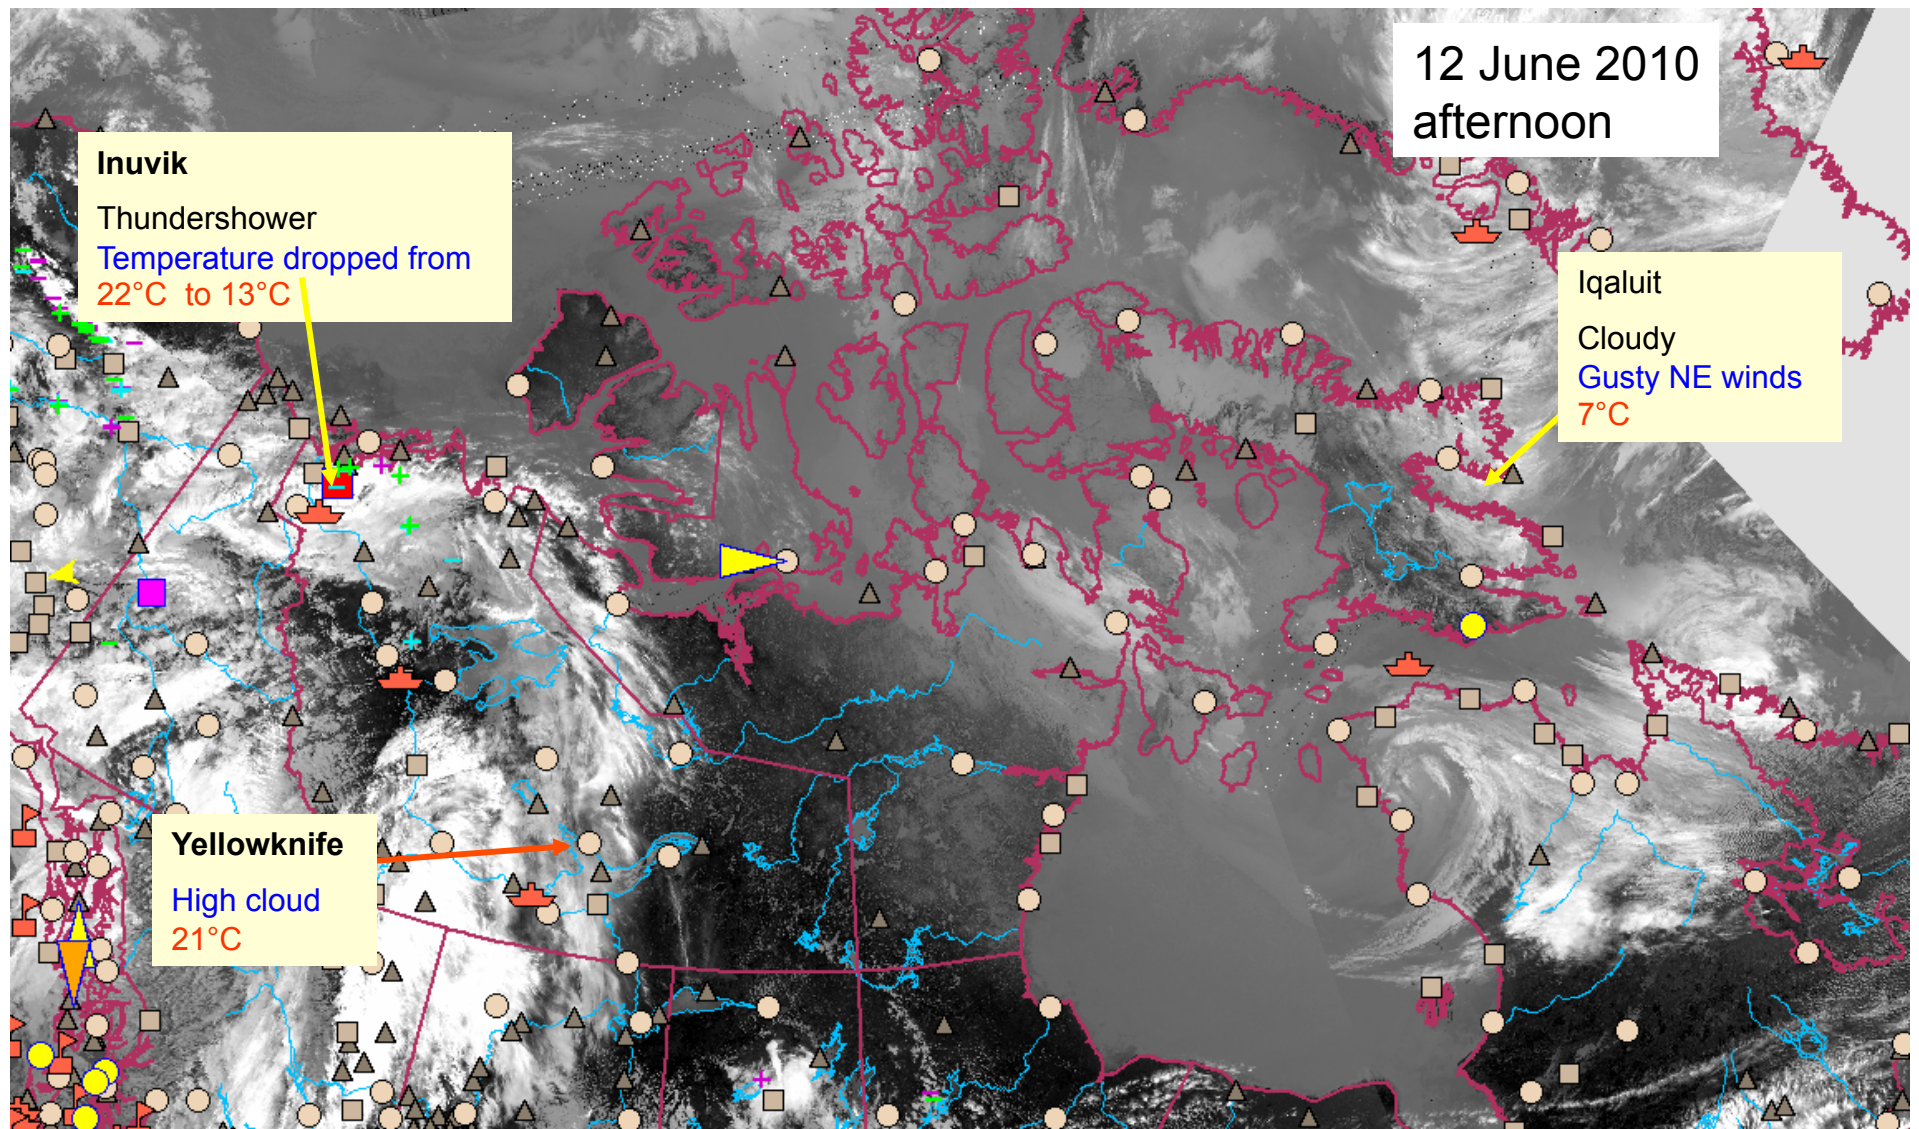 12 June 2010
afternoon
Inuvik
Thundershower
Temperature dropped from
22°C to 13°C
Iqaluit
Cloudy
Gusty NE winds
7°C
Yellowknife
High cloud
21°C